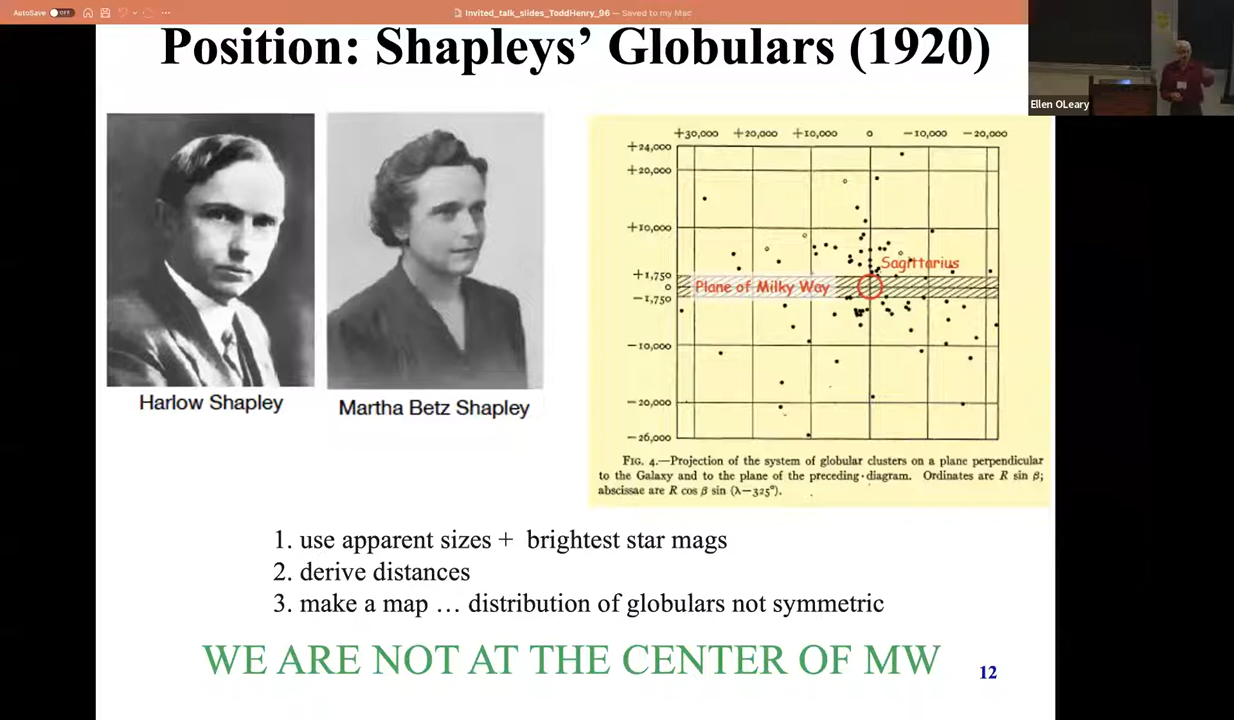 AutoSave OFF
Invited_talk_slides_ToddHenry_96 — Saved to my Mac
Position: Shapleys’ Globulars (1920)
Ellen OLeary
Harlow Shapley
Martha Betz Shapley
+30,000 +20,000 +10,000 0 −10,000 −20,000
+24,000
+20,000
+10,000
+1,750
0
−1,750
−10,000
−20,000
−26,000
Sagittarius
Plane of Milky Way
FIG. 4.—Projection of the system of globular clusters on a plane perpendicular
to the Galaxy and to the plane of the preceding diagram. Ordinates are R sin β;
abscissae are R cos β sin (λ−325°).
1. use apparent sizes + brightest star mags
2. derive distances
3. make a map … distribution of globulars not symmetric
WE ARE NOT AT THE CENTER OF MW
12